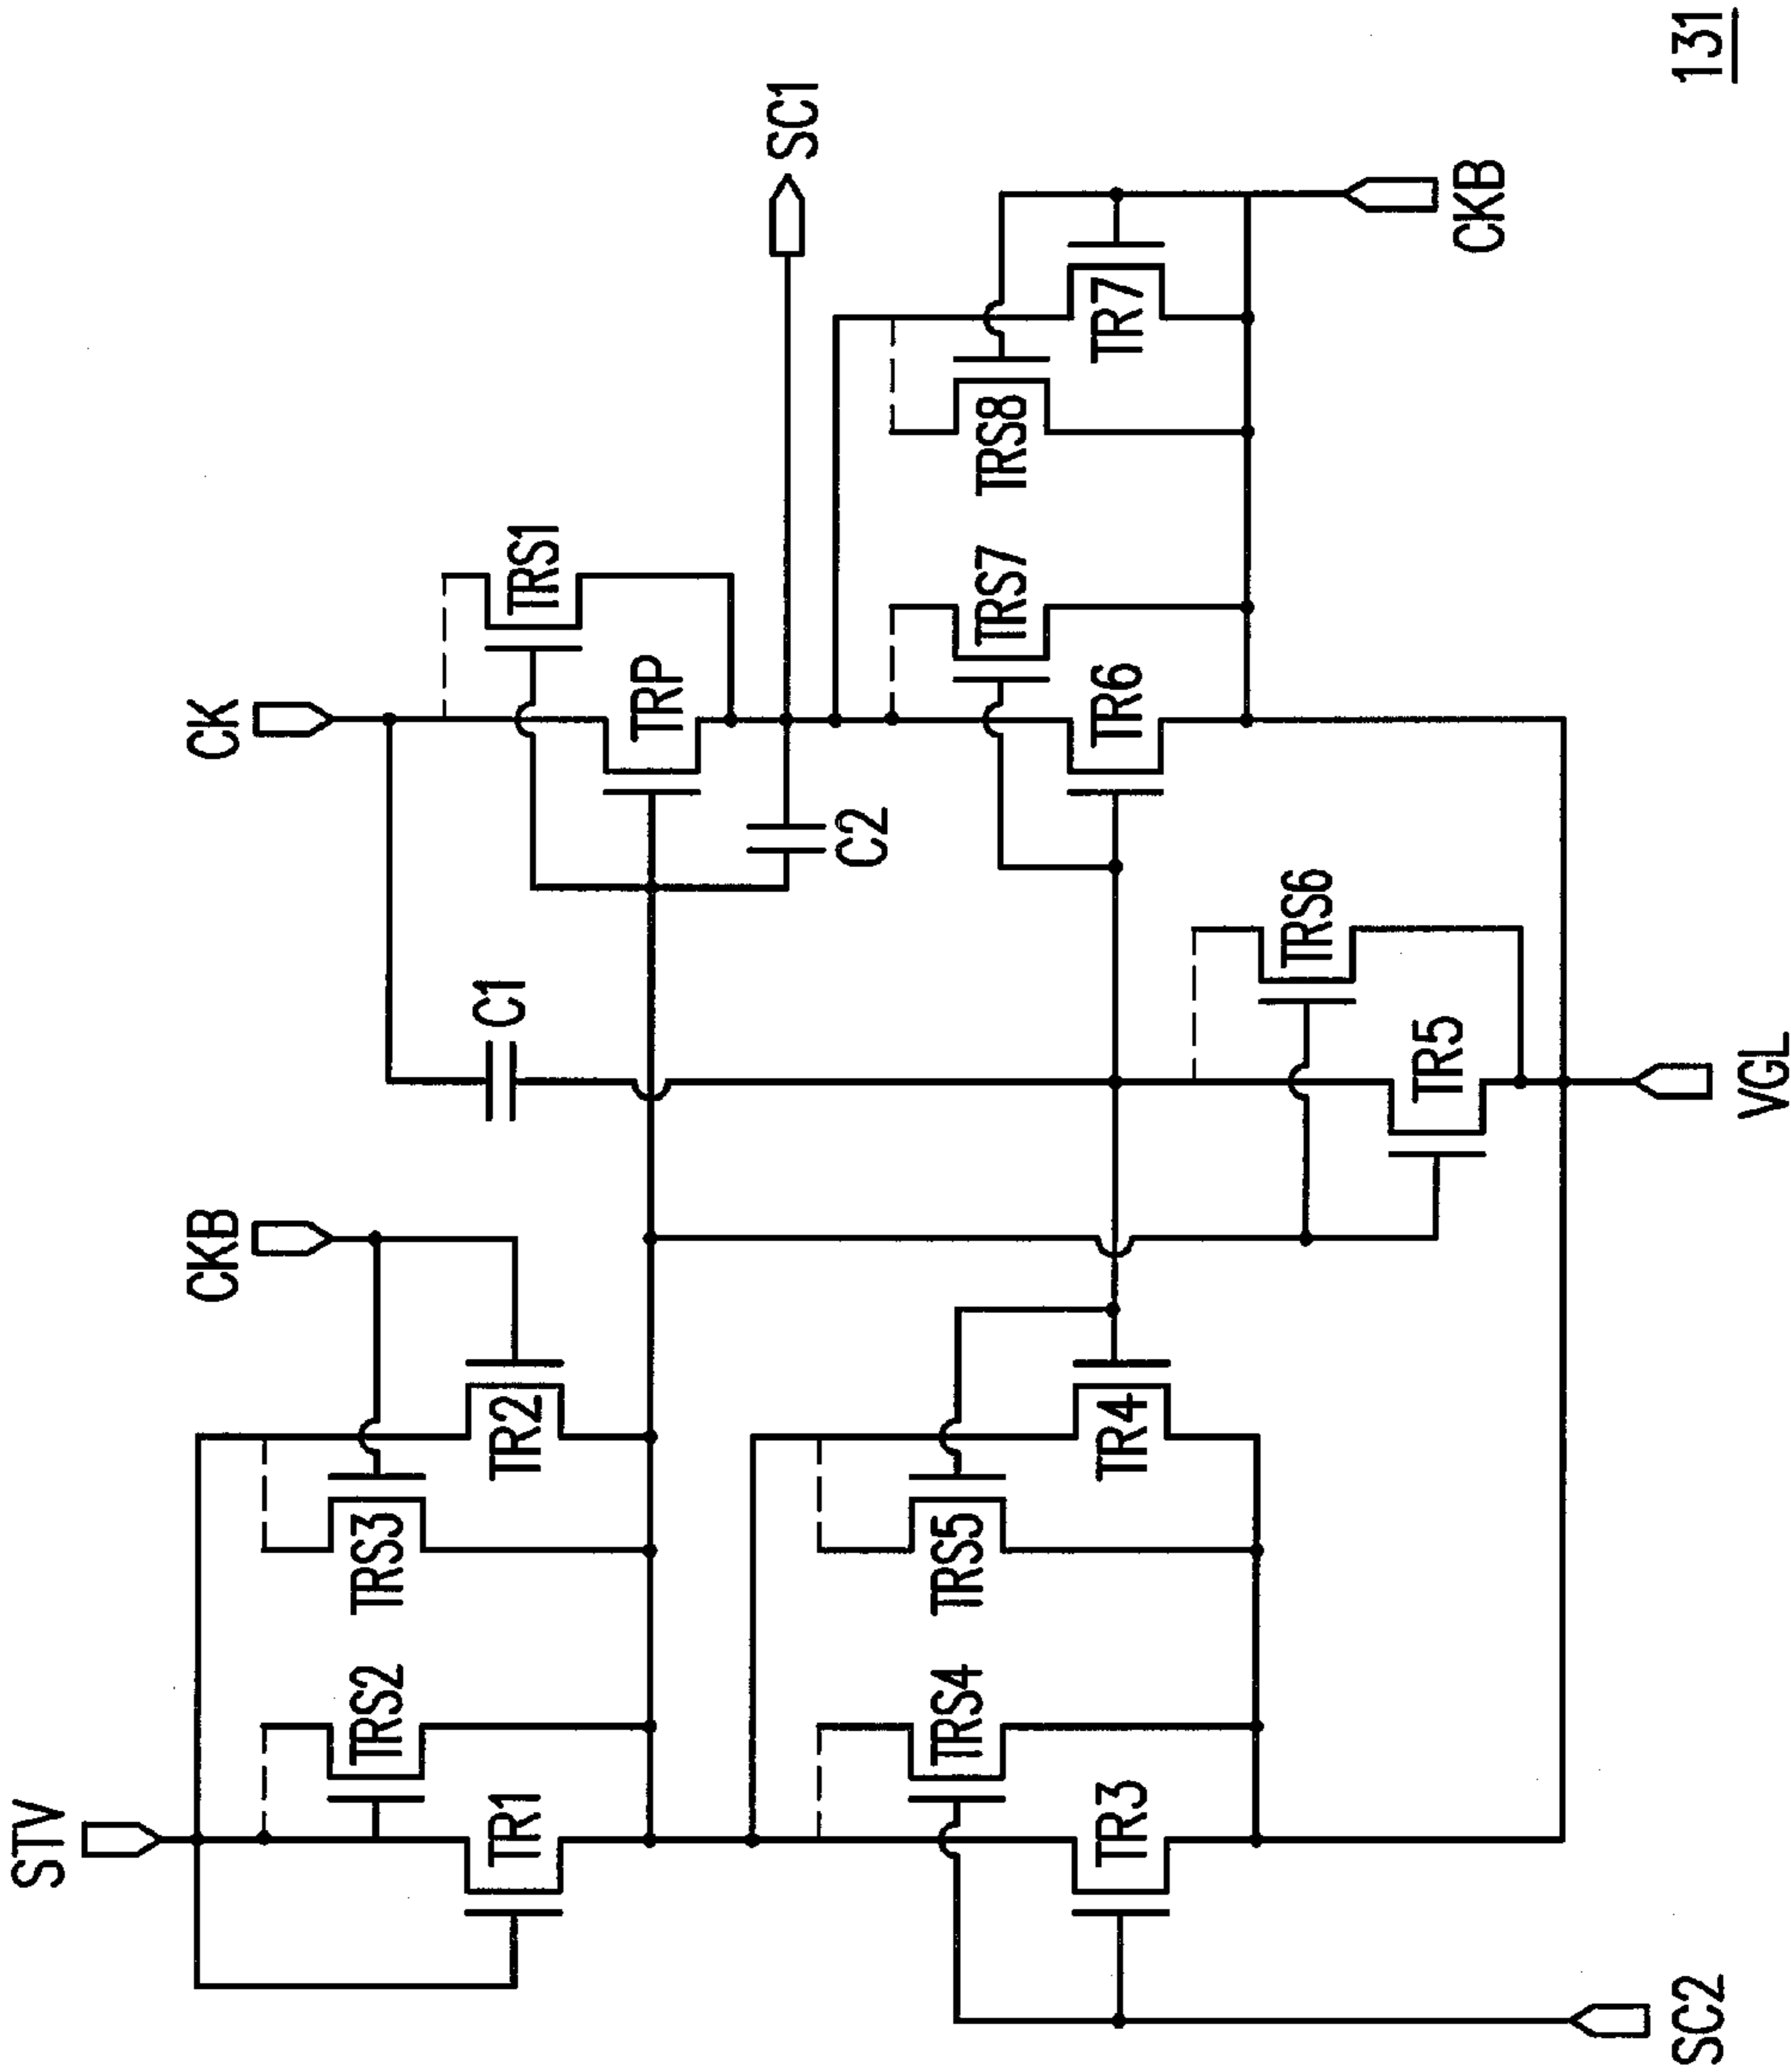 STV
CKB
CK
TRS2
TRS3
TR1
TR2
C1
TRS1
TRP
C2
SC1
TRS4
TRS5
TR3
TR4
TRS7
TRS8
TR6
TR7
TRS6
TR5
CKB
SC2
VGL
131